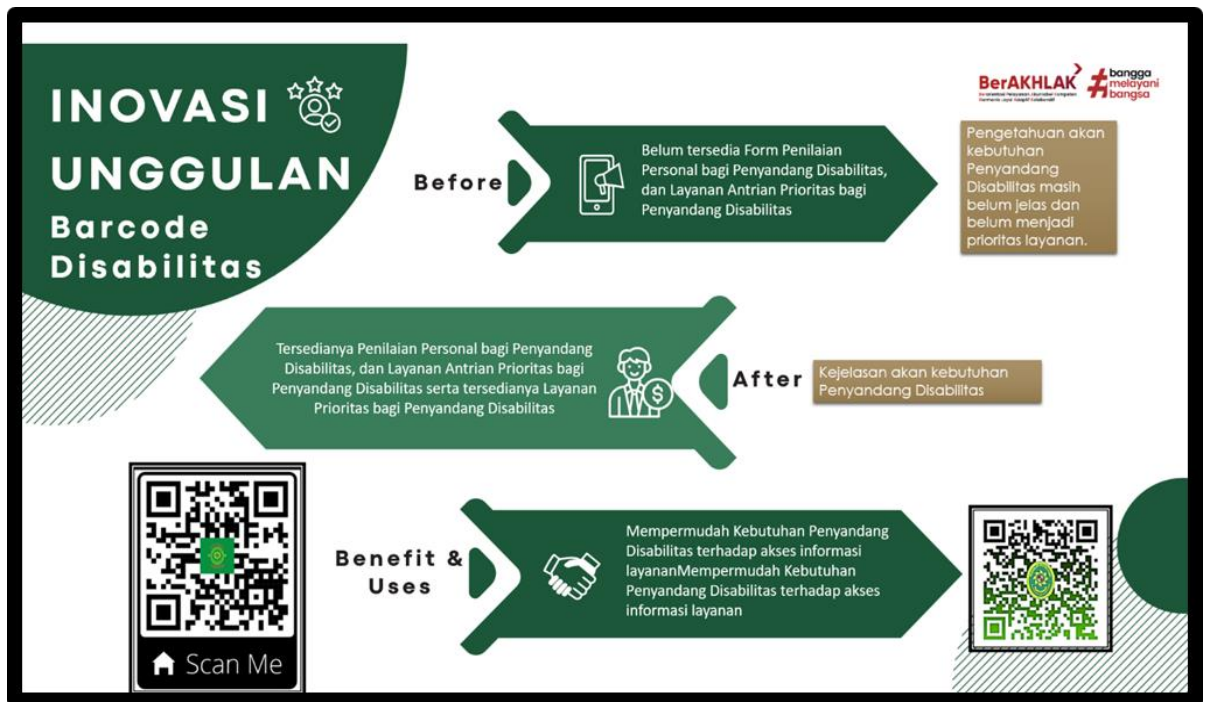 INOVASI
UNGGULAN
Barcode
Disabilitas
BerAKHLAK
#bangga
melayani
bangsa
Before
Belum tersedia Form Penilaian
Personal bagi Penyandang Disabilitas,
dan Layanan Antrian Prioritas bagi
Penyandang Disabilitas
Pengetahuan akan
kebutuhan
Penyandang
Disabilitas masih
belum jelas dan
belum menjadi
prioritas layanan.
Tersedianya Penilaian Personal bagi Penyandang
Disabilitas, dan Layanan Antrian Prioritas bagi
Penyandang Disabilitas serta tersedianya Layanan
Prioritas bagi Penyandang Disabilitas
$
After
Kejelasan akan kebutuhan
Penyandang Disabilitas
Scan Me
Benefit &
Uses
Mempermudah Kebutuhan Penyandang
Disabilitas terhadap akses informasi
layananMempermudah Kebutuhan
Penyandang Disabilitas terhadap akses
informasi layanan